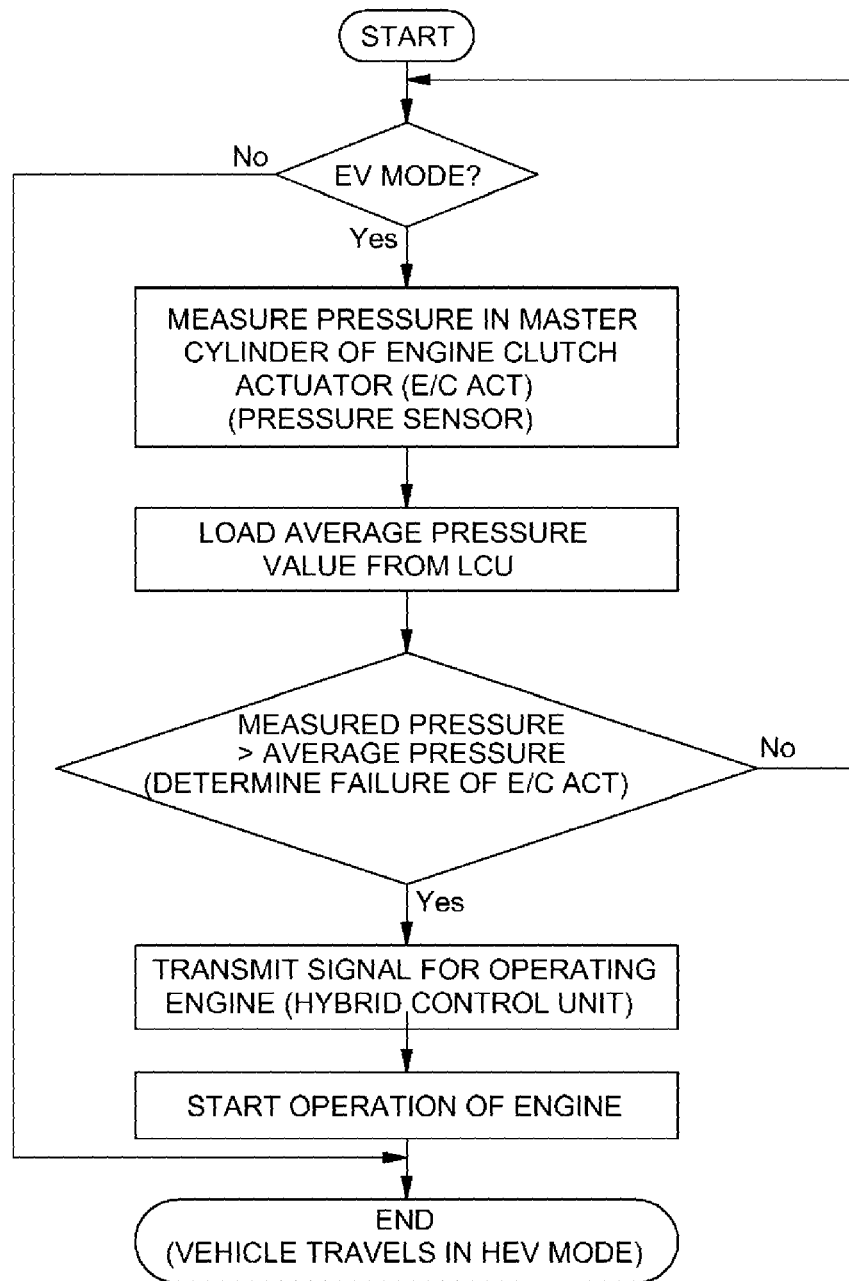 START
No
EV MODE?
Yes
MEASURE PRESSURE IN MASTER
CYLINDER OF ENGINE CLUTCH
ACTUATOR (E/C ACT)
(PRESSURE SENSOR)
LOAD AVERAGE PRESSURE
VALUE FROM LCU
MEASURED PRESSURE
> AVERAGE PRESSURE
(DETERMINE FAILURE OF E/C ACT)
No
Yes
TRANSMIT SIGNAL FOR OPERATING
ENGINE (HYBRID CONTROL UNIT)
START OPERATION OF ENGINE
END
(VEHICLE TRAVELS IN HEV MODE)